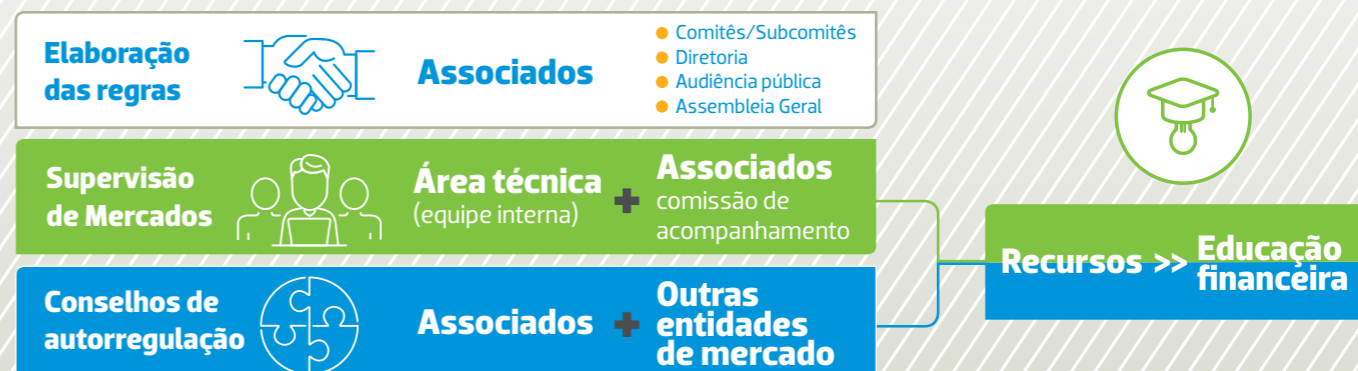 Elaboração
das regras
Associados
Comitês/Subcomitês
Diretoria
Audiência pública
Assembleia Geral
Supervisão
de Mercados
Área técnica
(equipe interna)
+
Associados
comissão de
acompanhamento
Conselhos de
autorregulação
Associados
+
Outras
entidades
de mercado
Recursos >> Educação
financeira